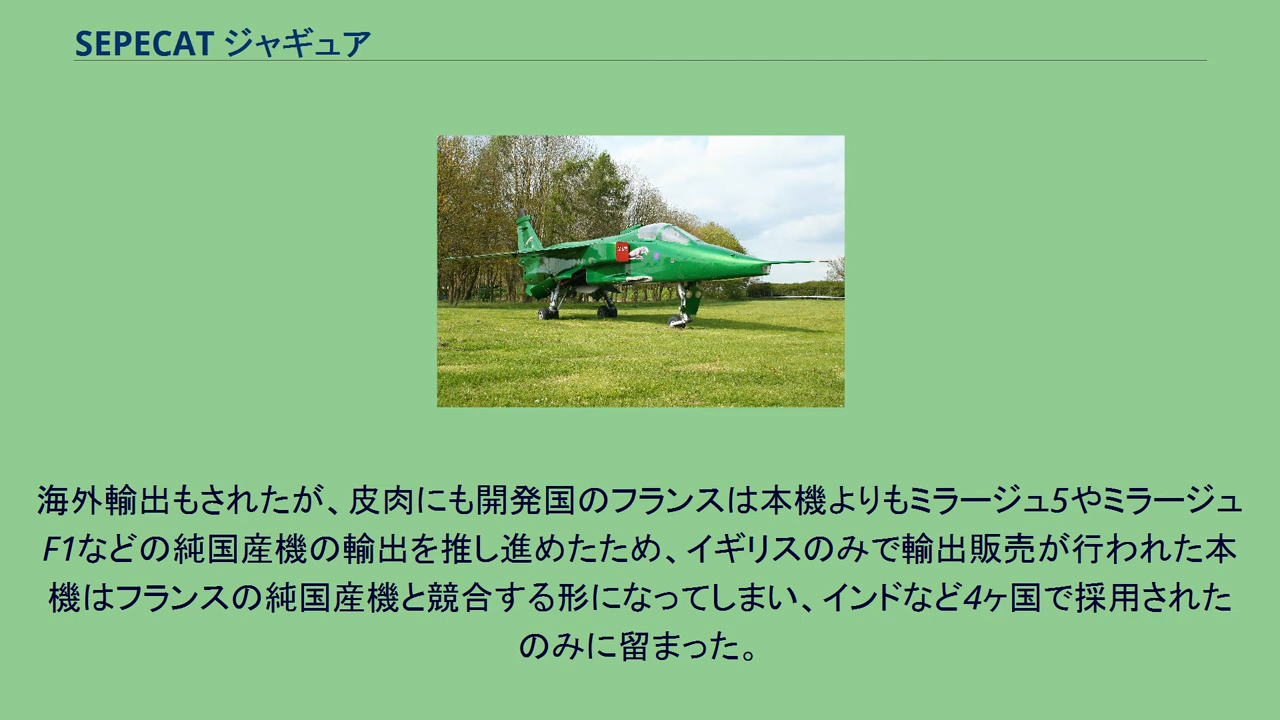 SEPECAT ジャギュア
海外輸出もされたが、皮肉にも開発国のフランスは本機よりもミラージュ5やミラージュ
F1などの純国産機の輸出を推し進めたため、イギリスのみで輸出販売が行われた本
機はフランスの純国産機と競合する形になってしまい、インドなど4ヶ国で採用された
のみに留まった。